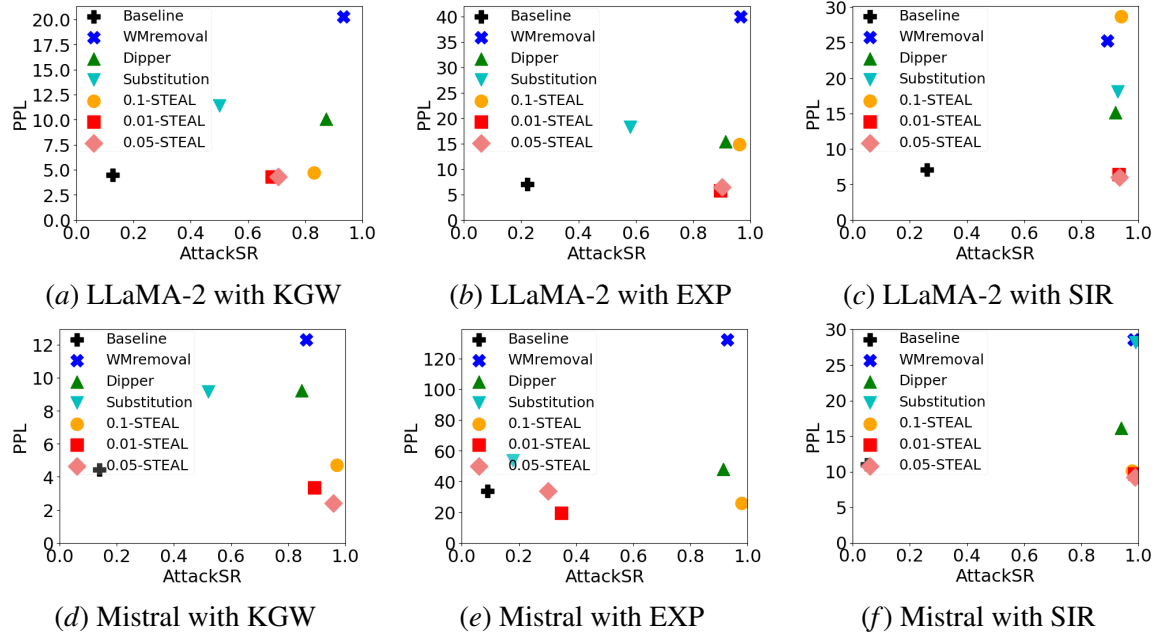 20.0
17.5
15.0
12.5
10.0
7.5
5.0
2.5
0.0
PPL
Baseline
WMremoval
Dipper
Substitution
0.1-STEAL
0.01-STEAL
0.05-STEAL
0.0 0.2 0.4 0.6 0.8 1.0
AttackSR
(a) LLaMA-2 with KGW
40
35
30
25
20
15
10
5
0
PPL
Baseline
WMremoval
Dipper
Substitution
0.1-STEAL
0.01-STEAL
0.05-STEAL
0.0 0.2 0.4 0.6 0.8 1.0
AttackSR
(b) LLaMA-2 with EXP
30
25
20
15
10
5
0
PPL
Baseline
WMremoval
Dipper
Substitution
0.1-STEAL
0.01-STEAL
0.05-STEAL
0.0 0.2 0.4 0.6 0.8 1.0
AttackSR
(c) LLaMA-2 with SIR
12
10
8
6
4
2
0
PPL
Baseline
WMremoval
Dipper
Substitution
0.1-STEAL
0.01-STEAL
0.05-STEAL
0.0 0.2 0.4 0.6 0.8 1.0
AttackSR
(d) Mistral with KGW
120
100
80
60
40
20
0
PPL
Baseline
WMremoval
Dipper
Substitution
0.1-STEAL
0.01-STEAL
0.05-STEAL
0.0 0.2 0.4 0.6 0.8 1.0
AttackSR
(e) Mistral with EXP
30
25
20
15
10
5
0
PPL
Baseline
WMremoval
Dipper
Substitution
0.1-STEAL
0.01-STEAL
0.05-STEAL
0.0 0.2 0.4 0.6 0.8 1.0
AttackSR
(f) Mistral with SIR